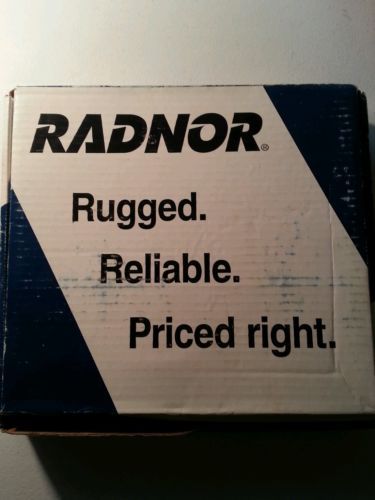 RADNOR®
Rugged.
Reliable.
Priced right.